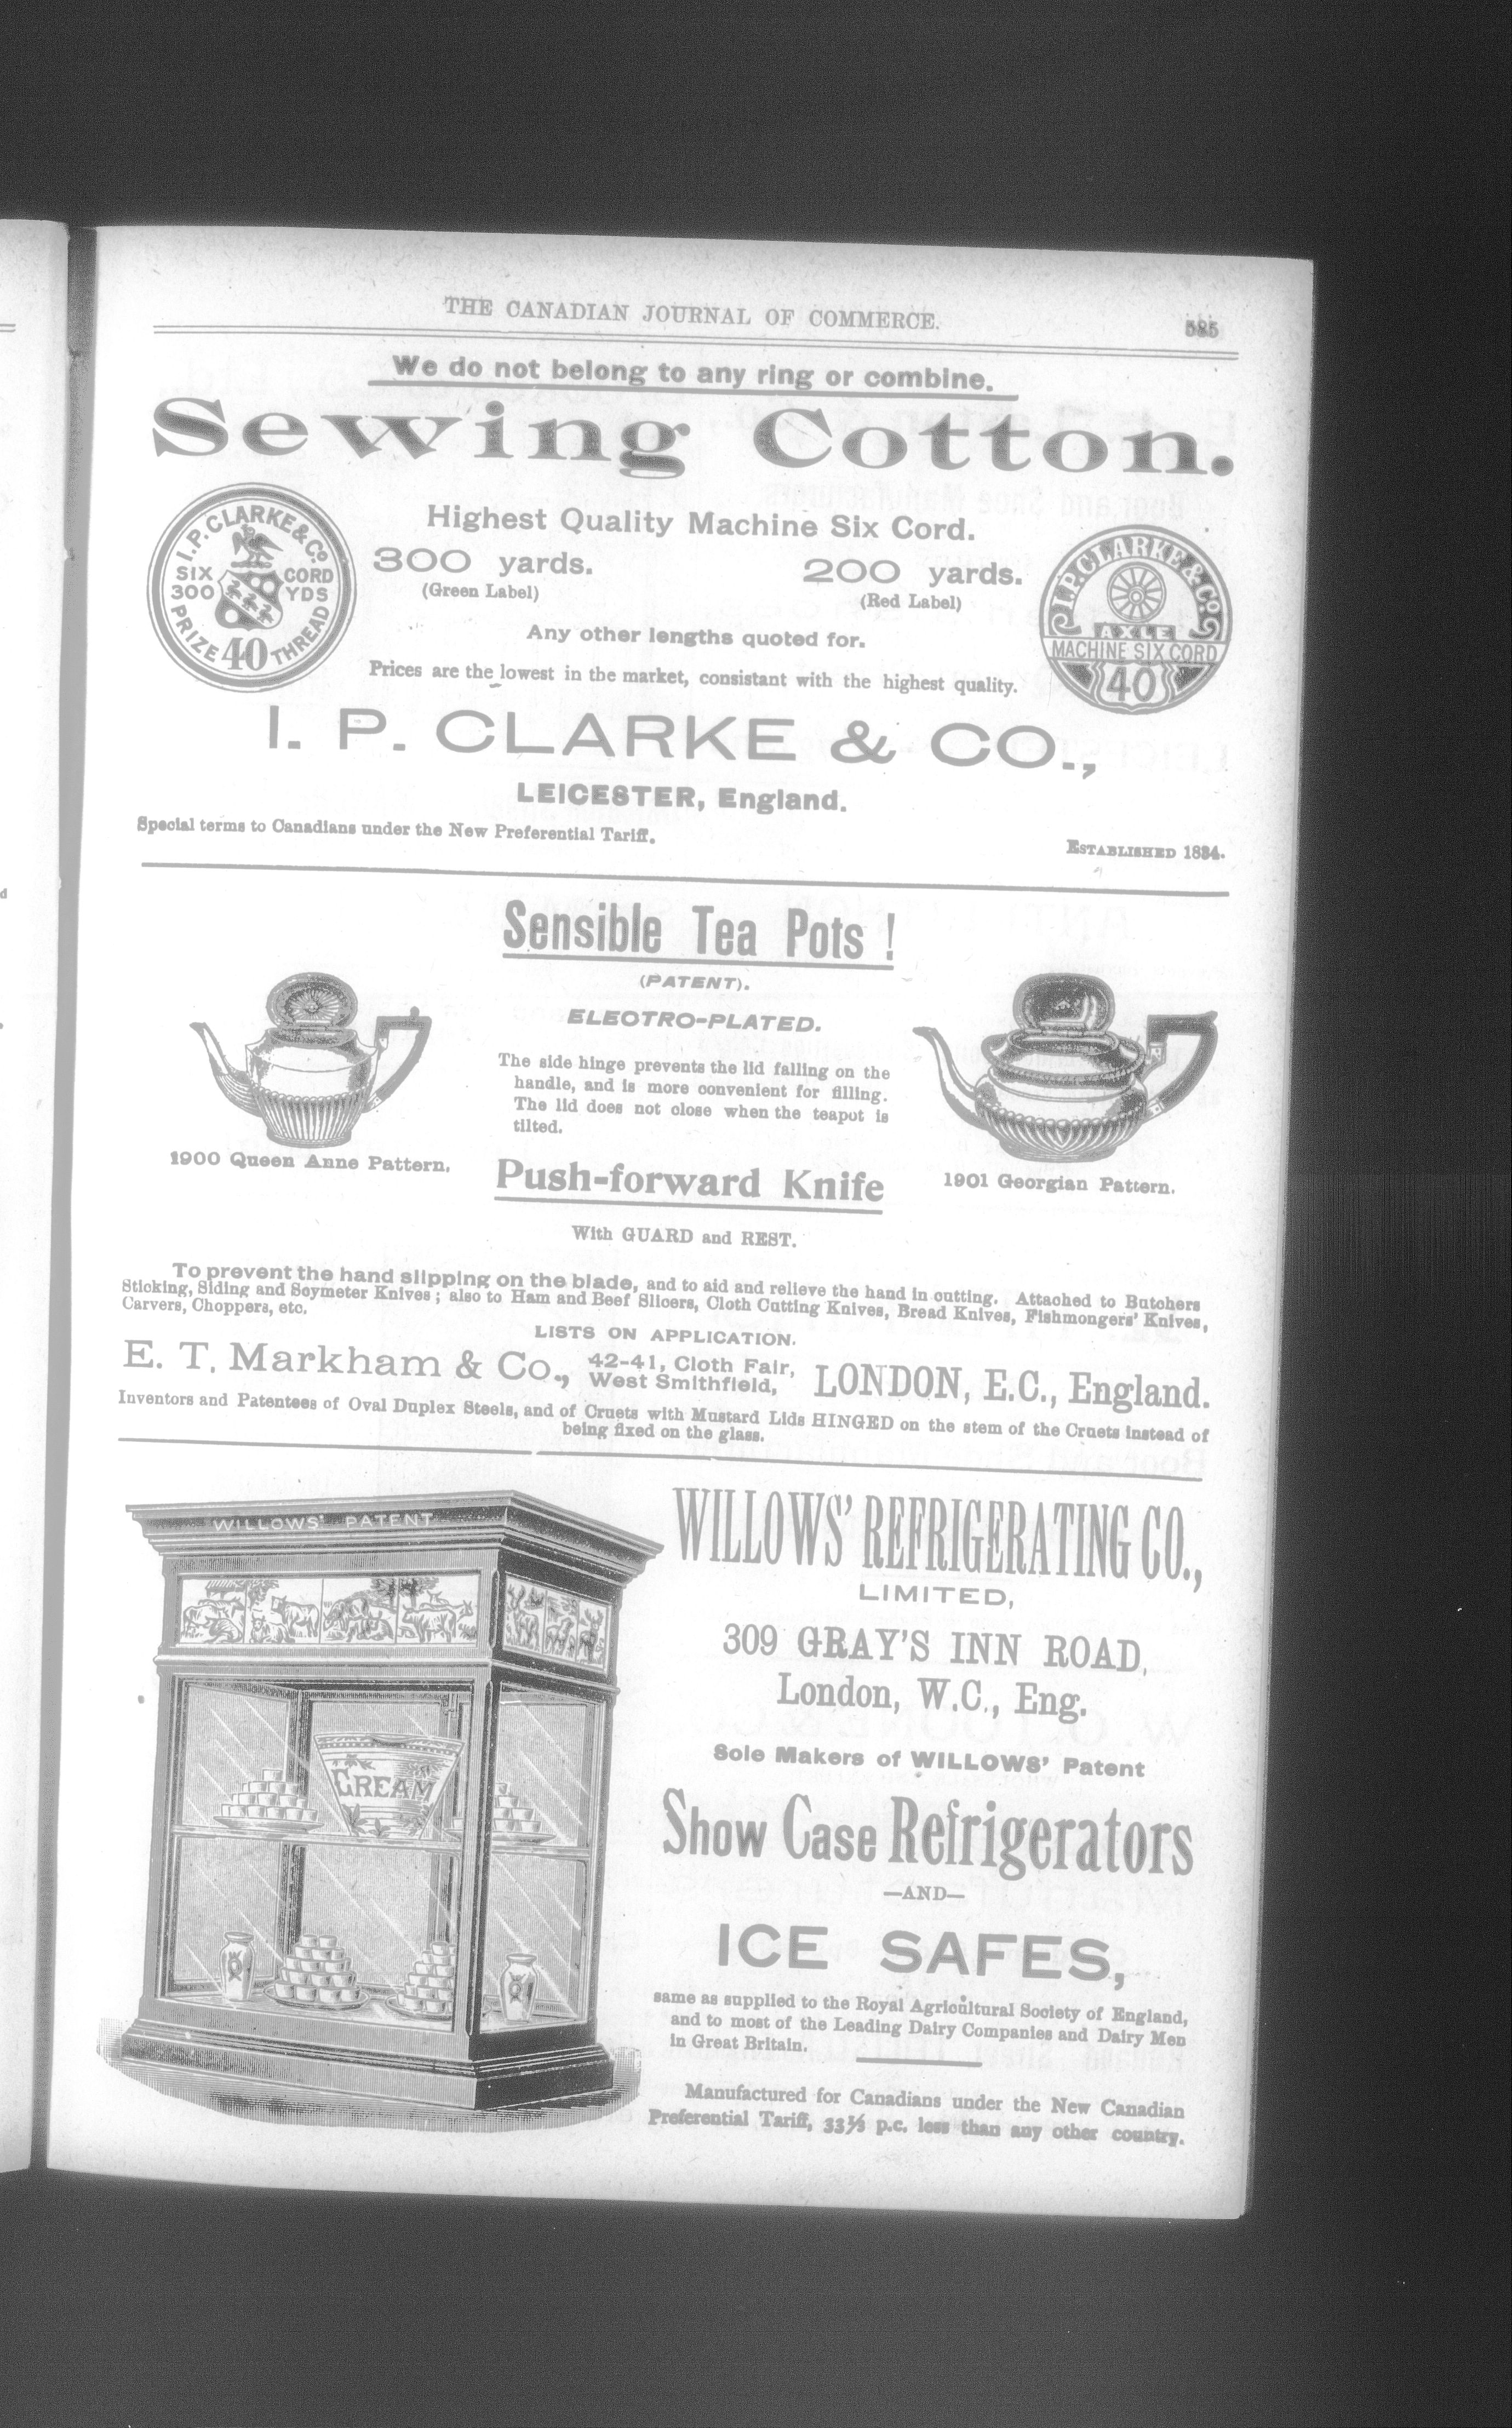 THE CANADIAN JOURNAL OF COMMERCE.
585
We do not belong to any ring or combine.
Sewing Cotton.
I. P. CLARKE & Co.
SIX CORD
300 YDS
PRIZE 40 THREAD
Highest Quality Machine Six Cord.
300 yards.
(Green Label)
200 yards.
(Red Label)
Any other lengths quoted for.
Prices are the lowest in the market, consistant with the highest quality.
I.P. CLARKE & Co.
AXLE
MACHINE SIX CORD
40
I. P. CLARKE & CO.,
LEICESTER, England.
Special terms to Canadians under the New Preferential Tariff.
ESTABLISHED 1834.
Sensible Tea Pots !
(PATENT).
ELECTRO-PLATED.
The side hinge prevents the lid falling on the
handle, and is more convenient for filling.
The lid does not close when the teapot is
tilted.
1900 Queen Anne Pattern.
1901 Georgian Pattern.
Push-forward Knife
With GUARD and REST.
To prevent the hand slipping on the blade, and to aid and relieve the hand in cutting. Attached to Butchers
Sticking, Siding and Scymeter Knives; also to Ham and Beef Slicers, Cloth Cutting Knives, Bread Knives, Fishmongers' Knives,
Carvers, Choppers, etc.
LISTS ON APPLICATION.
E. T. Markham & Co., 42-41, Cloth Fair,
West Smithfield, LONDON, E.C., England.
Inventors and Patentees of Oval Duplex Steels, and of Cruets with Mustard Lids HINGED on the stem of the Cruets instead of
being fixed on the glass.
WILLOWS' PATENT
CREAM
WILLOWS' REFRIGERATING CO.,
LIMITED,
309 GRAY'S INN ROAD,
London, W.C., Eng.
Sole Makers of WILLOWS' Patent
Show Case Refrigerators
—AND—
ICE SAFES,
same as supplied to the Royal Agricultural Society of England,
and to most of the Leading Dairy Companies and Dairy Men
in Great Britain.
Manufactured for Canadians under the New Canadian
Preferential Tariff, 33⅓ p.c. less than any other country.